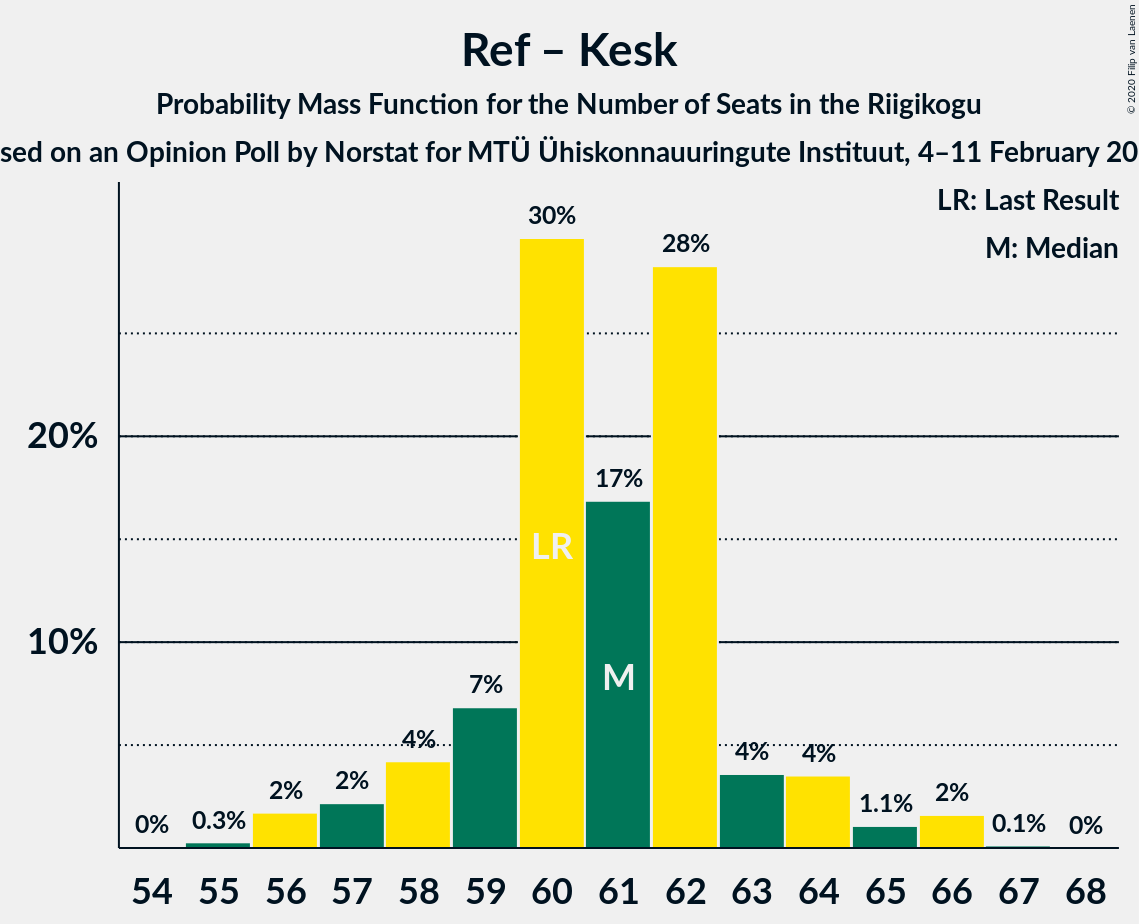 Ref – Kesk
Probability Mass Function for the Number of Seats in the Riigikogu
sed on an Opinion Poll by Norstat for MTÜ Ühiskonnauuringute Instituut, 4–11 February 20
© 2020 Filip van Laenen
LR: Last Result
M: Median
30%
28%
20%
17%
LR
10%
M
7%
4%
4%
4%
2%
2%
2%
1.1%
0%
0.3%
0.1%
0%
54 55 56 57 58 59 60 61 62 63 64 65 66 67 68